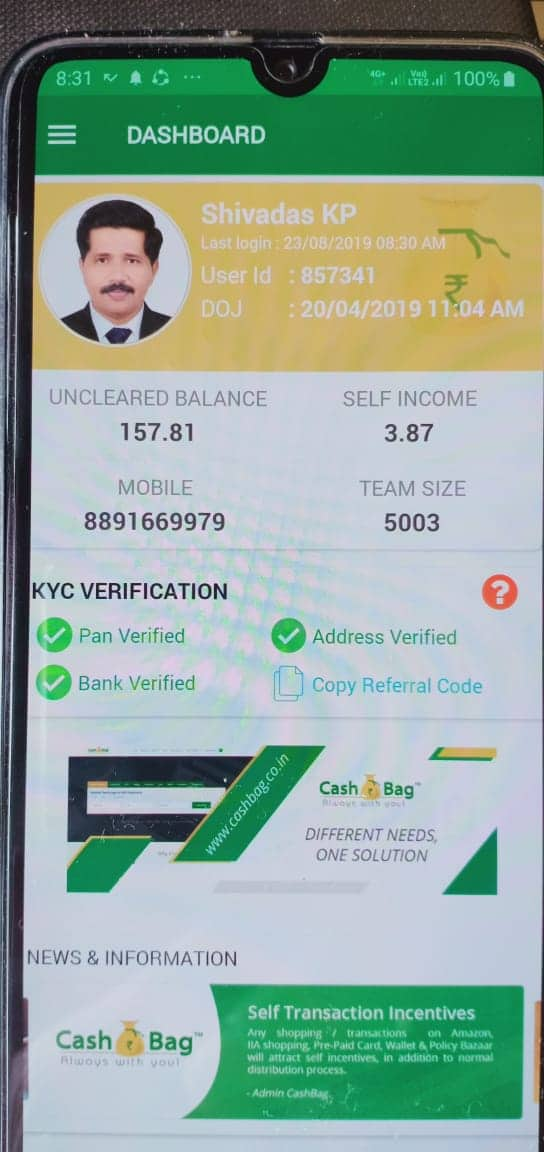 8:31
4G+ Vo)) LTE2 100%
DASHBOARD
Shivadas KP
Last login : 23/08/2019 08:30 AM
User Id : 857341
DOJ : 20/04/2019 11:04 AM
UNCLEARED BALANCE SELF INCOME
157.81 3.87
MOBILE TEAM SIZE
8891669979 5003
KYC VERIFICATION ?
Pan Verified Address Verified
Bank Verified Copy Referral Code
www.cashbag.co.in
Cash Bag™
Always with you!
DIFFERENT NEEDS,
ONE SOLUTION
NEWS & INFORMATION
Cash Bag™
Always with you!
Self Transaction Incentives
Any shopping / transactions on Amazon,
IIA shopping, Pre-Paid Card, Wallet & Policy Bazaar
will attract self incentives, in addition to normal
distribution process.
- Admin CashBag